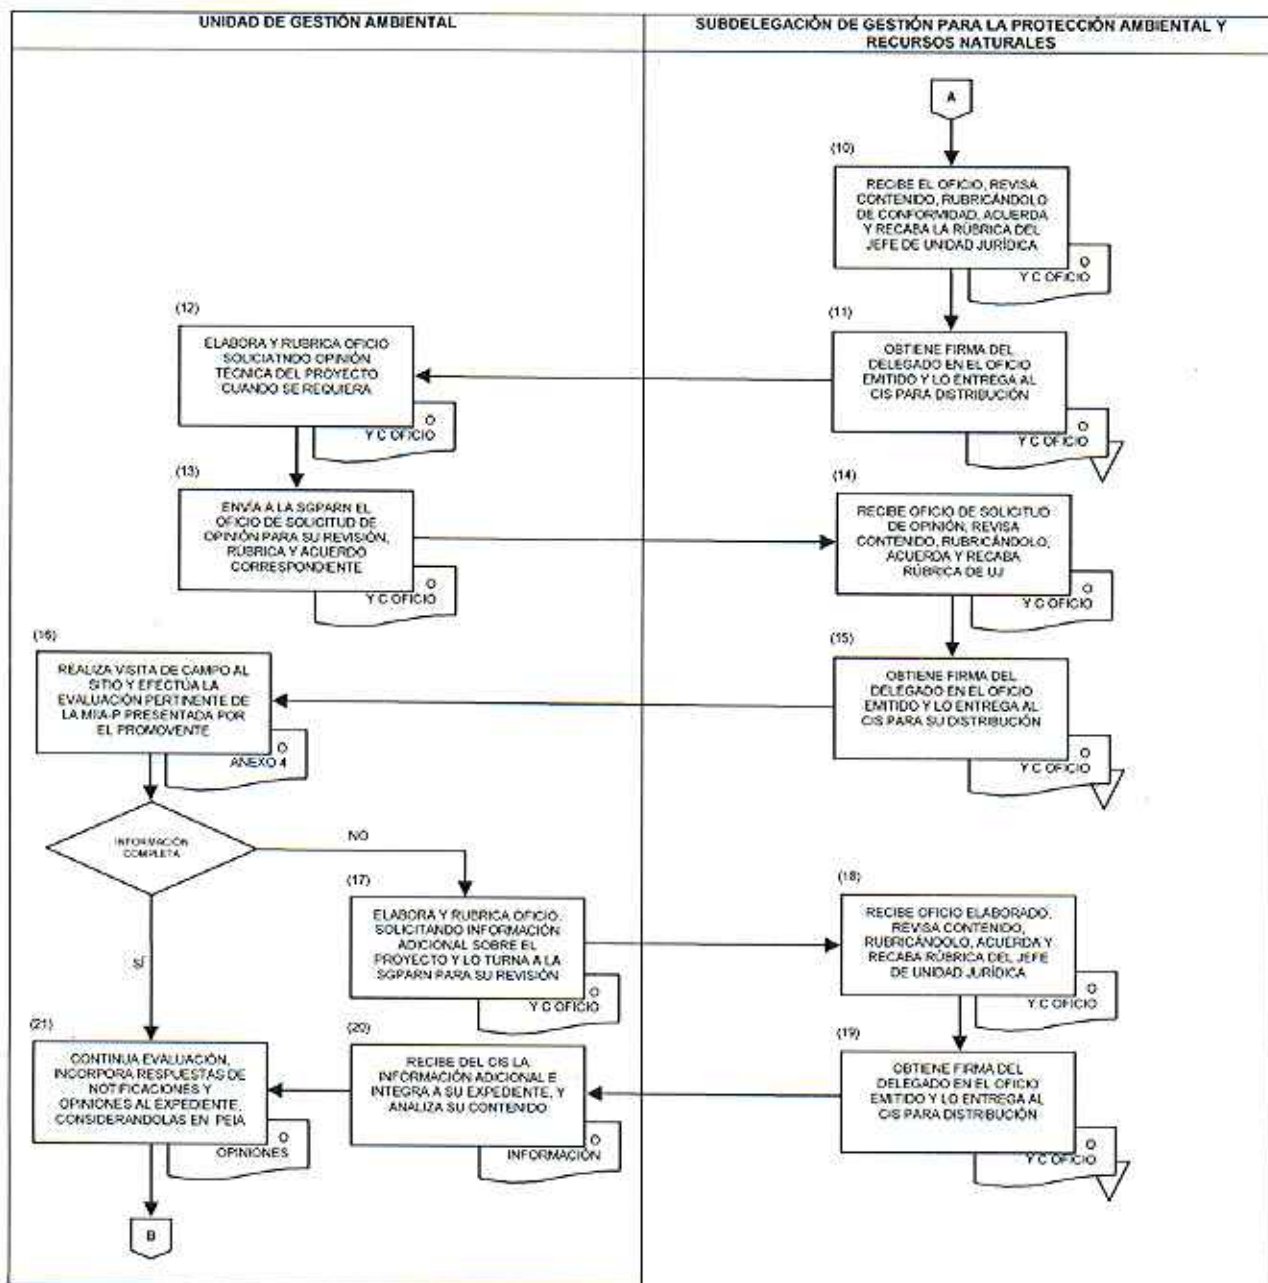 UNIDAD DE GESTIÓN AMBIENTAL
SUBDELEGACIÓN DE GESTIÓN PARA LA PROTECCIÓN AMBIENTAL Y
RECURSOS NATURALES
A
(10)
RECIBE EL OFICIO, REVISA
CONTENIDO, RUBRICÁNDOLO
DE CONFORMIDAD, ACUERDA
Y RECABA LA RÚBRICA DEL
JEFE DE UNIDAD JURÍDICA
O
Y C OFICIO
(11)
OBTIENE FIRMA DEL
DELEGADO EN EL OFICIO
EMITIDO Y LO ENTREGA AL
CIS PARA DISTRIBUCIÓN
O
Y C OFICIO
(12)
ELABORA Y RUBRICA OFICIO
SOLICIATNDO OPINIÓN
TÉCNICA DEL PROYECTO
CUANDO SE REQUIERA
O
Y C OFICIO
(13)
ENVÍA A LA SGPARN EL
OFICIO DE SOLICITUD DE
OPINIÓN PARA SU REVISIÓN,
RÚBRICA Y ACUERDO
CORRESPONDIENTE
O
Y C OFICIO
(14)
RECIBE OFICIO DE SOLICITUD
DE OPINIÓN, REVISA
CONTENIDO, RUBRICÁNDOLO,
ACUERDA Y RECABA
RÚBRICA DE UJ
O
Y C OFICIO
(15)
OBTIENE FIRMA DEL
DELEGADO EN EL OFICIO
EMITIDO Y LO ENTREGA AL
CIS PARA SU DISTRIBUCIÓN
O
Y C OFICIO
(16)
REALIZA VISITA DE CAMPO AL
SITIO Y EFECTÚA LA
EVALUACIÓN PERTINENTE DE
LA MIA-P PRESENTADA POR
EL PROMOVENTE
O
ANEXO 4
INFORMACIÓN
COMPLETA
NO
SÍ
(17)
ELABORA Y RUBRICA OFICIO,
SOLICITANDO INFORMACIÓN
ADICIONAL SOBRE EL
PROYECTO Y LO TURNA A LA
SGPARN PARA SU REVISIÓN
O
Y C OFICIO
(18)
RECIBE OFICIO ELABORADO,
REVISA CONTENIDO,
RUBRICÁNDOLO, ACUERDA Y
RECABA RÚBRICA DEL JEFE
DE UNIDAD JURÍDICA
O
Y C OFICIO
(19)
OBTIENE FIRMA DEL
DELEGADO EN EL OFICIO
EMITIDO Y LO ENTREGA AL
CIS PARA DISTRIBUCIÓN
O
Y C OFICIO
(20)
RECIBE DEL CIS LA
INFORMACIÓN ADICIONAL E
INTEGRA A SU EXPEDIENTE, Y
ANALIZA SU CONTENIDO
O
INFORMACIÓN
(21)
CONTINUA EVALUACIÓN,
INCORPORA RESPUESTAS DE
NOTIFICACIONES Y
OPINIONES AL EXPEDIENTE,
CONSIDERANDOLAS EN PEIA
O
OPINIONES
B